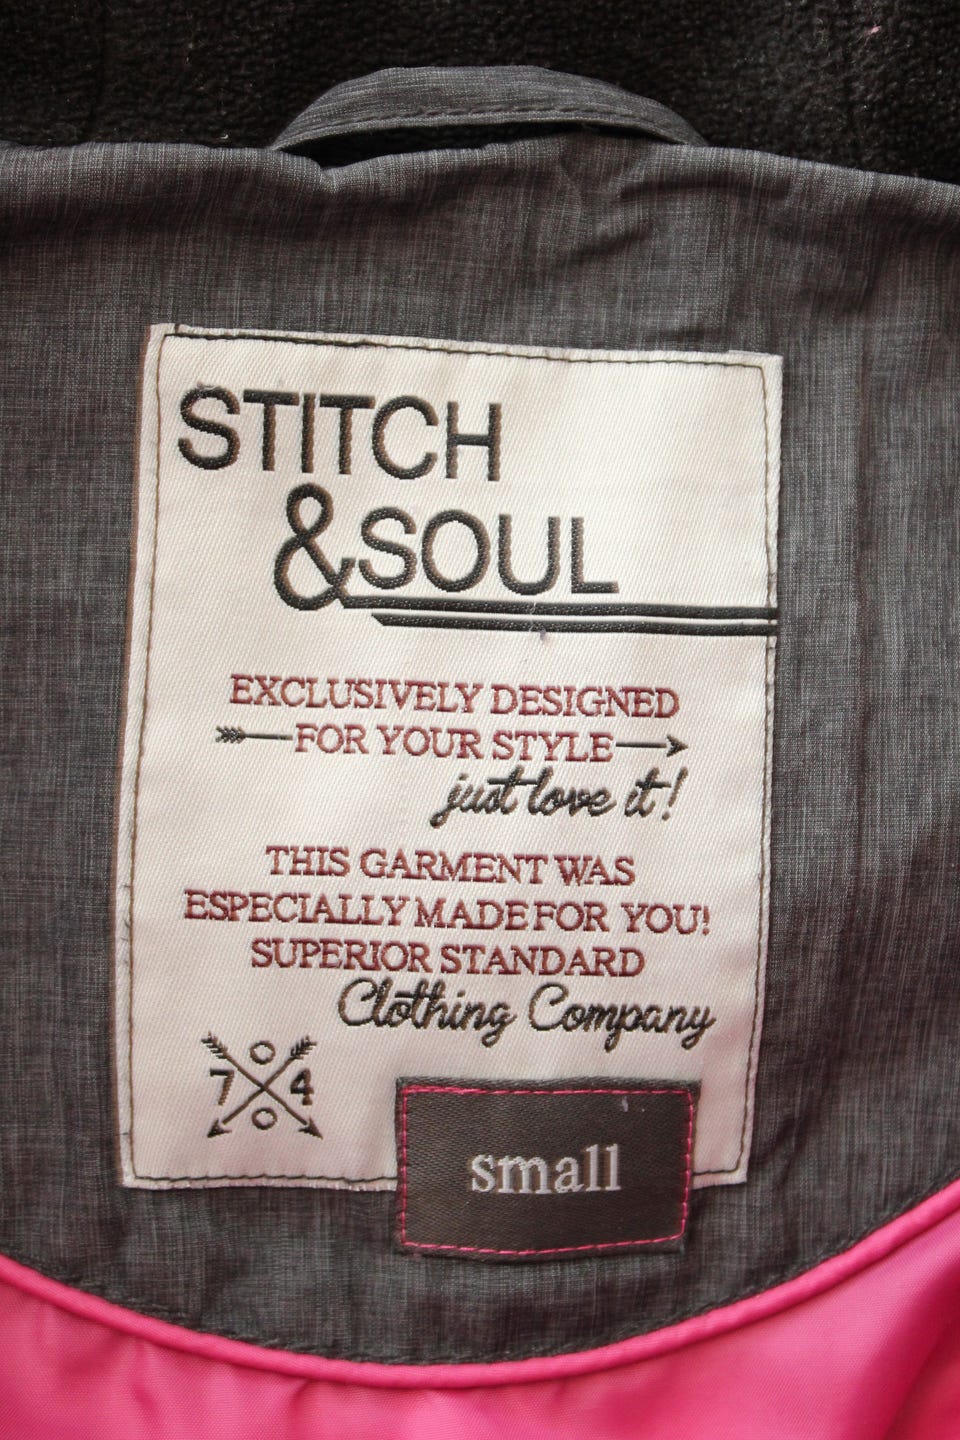 STITCH
&SOUL
EXCLUSIVELY DESIGNED
FOR YOUR STYLE
just love it!
THIS GARMENT WAS
ESPECIALLY MADE FOR YOU!
SUPERIOR STANDARD
Clothing Company
7 4
small